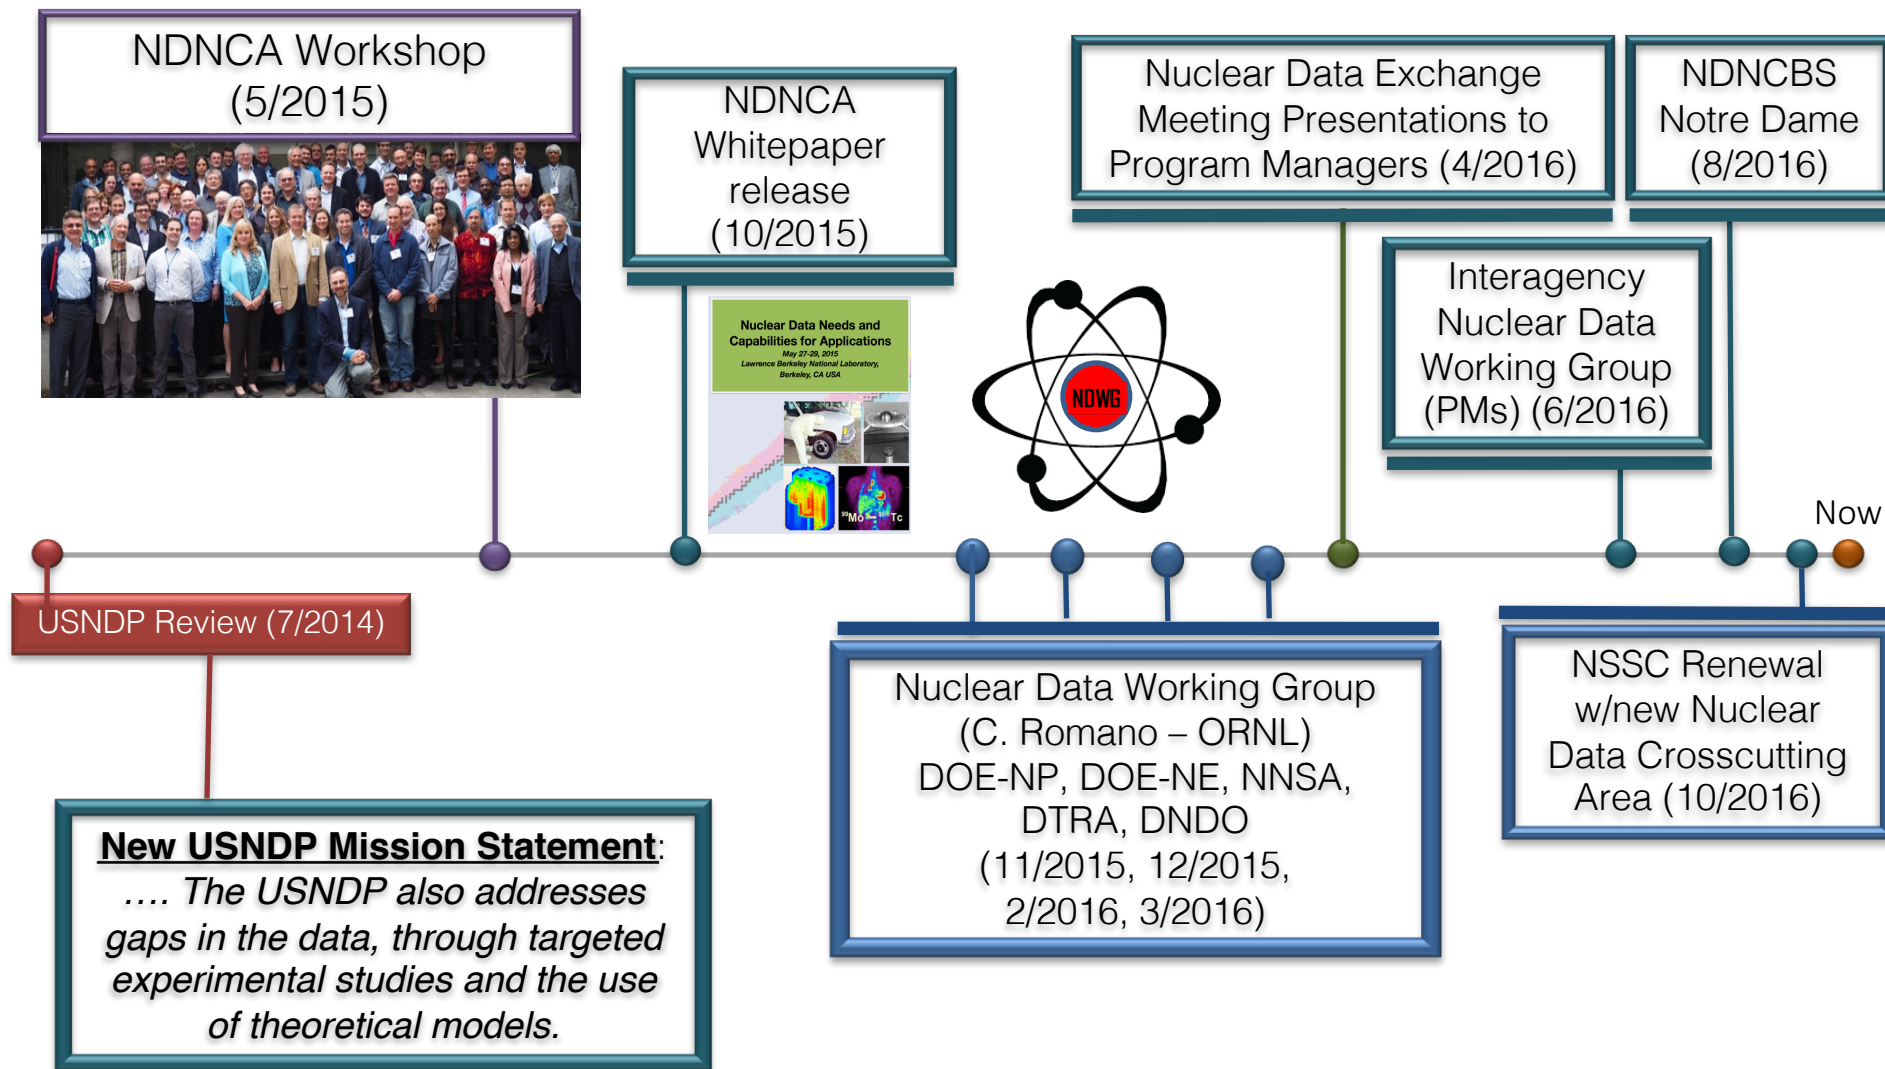 NDNCA Workshop
(5/2015)
NDNCA
Whitepaper
release
(10/2015)
Nuclear Data Exchange
Meeting Presentations to
Program Managers (4/2016)
NDNCBS
Notre Dame
(8/2016)
Interagency
Nuclear Data
Working Group
(PMs) (6/2016)
Nuclear Data Needs and
Capabilities for Applications
May 27-29, 2015
Lawrence Berkeley National Laboratory,
Berkeley, CA USA
NDWG
Now
USNDP Review (7/2014)
New USNDP Mission Statement:
.... The USNDP also addresses
gaps in the data, through targeted
experimental studies and the use
of theoretical models.
Nuclear Data Working Group
(C. Romano – ORNL)
DOE-NP, DOE-NE, NNSA,
DTRA, DNDO
(11/2015, 12/2015,
2/2016, 3/2016)
NSSC Renewal
w/new Nuclear
Data Crosscutting
Area (10/2016)